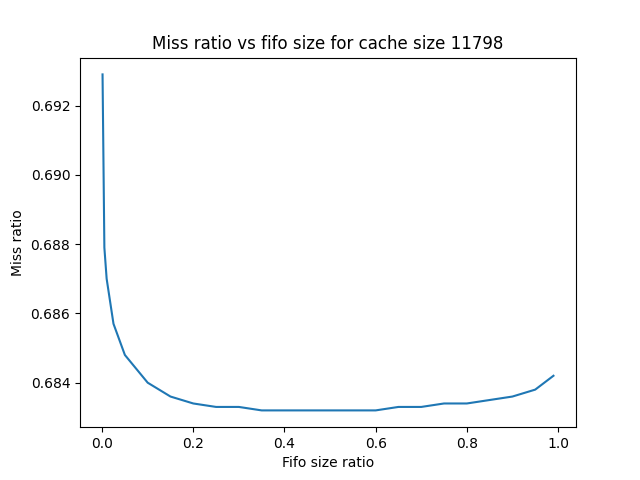 Miss ratio vs fifo size for cache size 11798
0.692
0.690
0.688
0.686
0.684
Miss ratio
0.0 0.2 0.4 0.6 0.8 1.0
Fifo size ratio